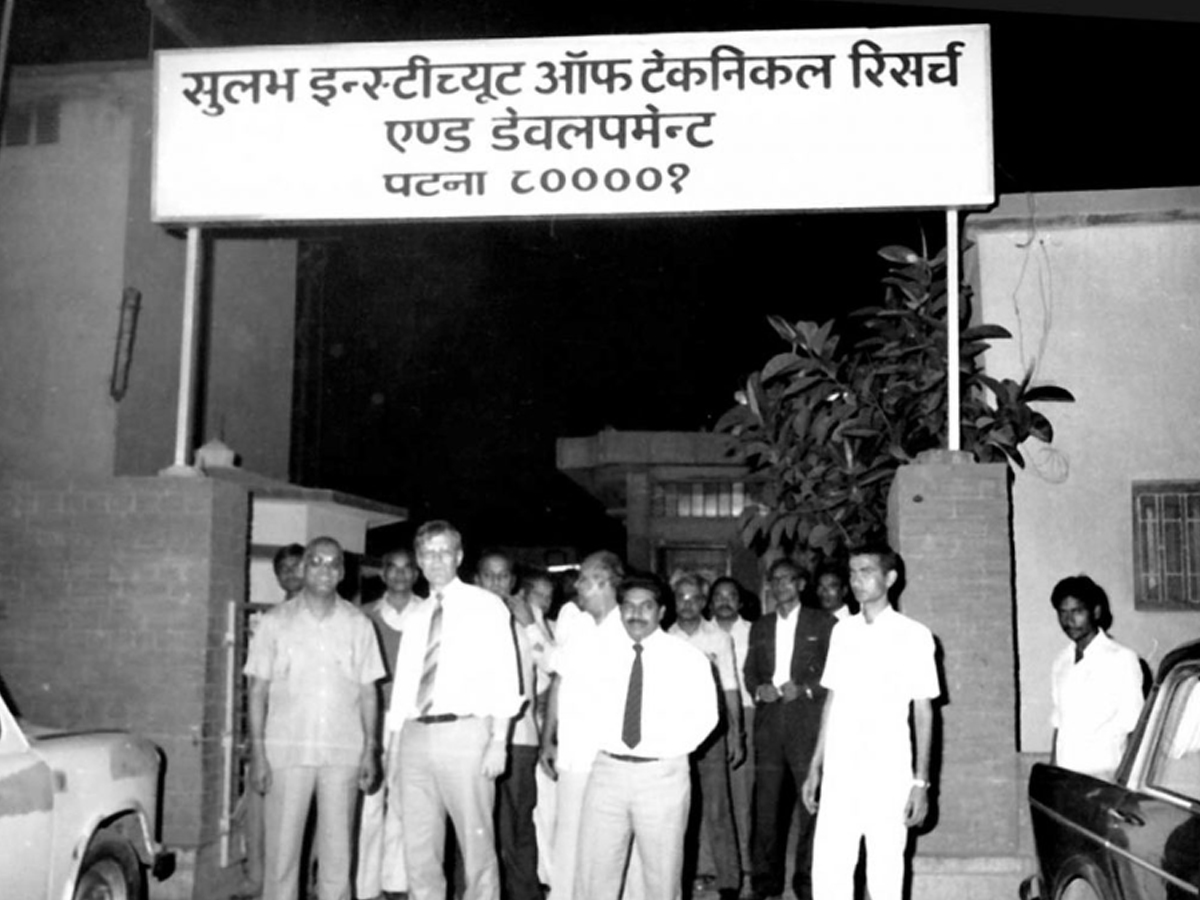 सुलभ इन्स्टीच्यूट ऑफ टेकनिकल रिसर्च
एण्ड डेवलपमेन्ट
पटना ८००००१